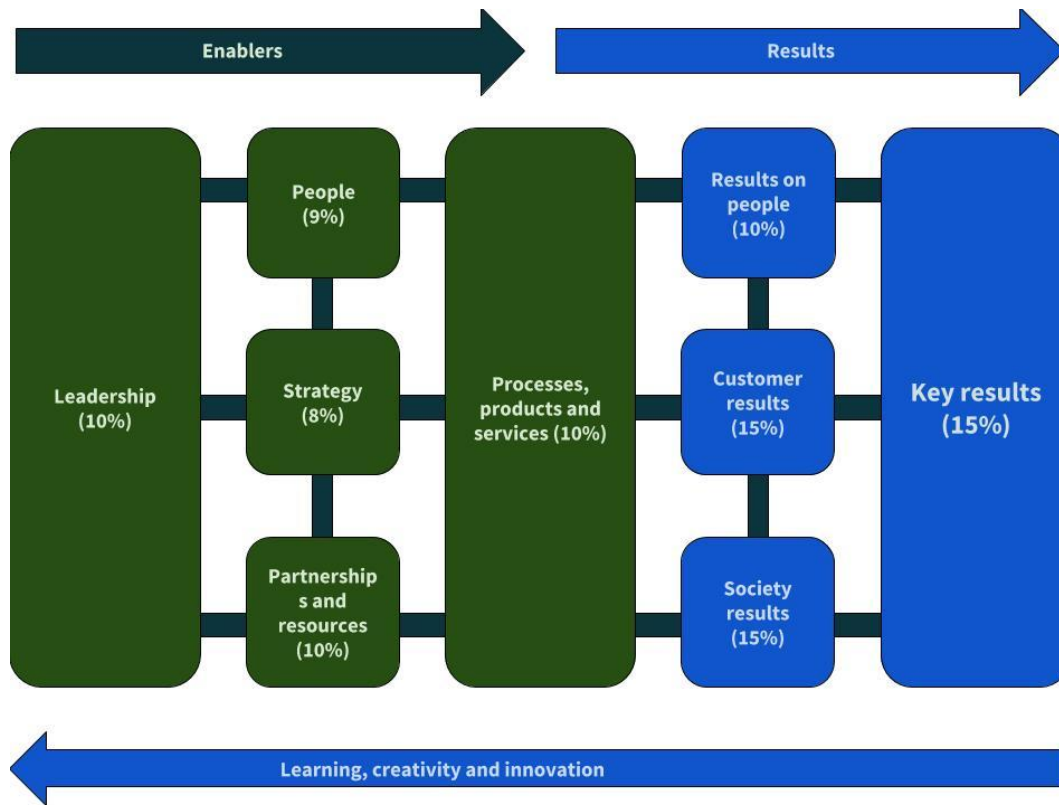 Enablers
Results
Leadership
(10%)
People
(9%)
Strategy
(8%)
Partnership
s and
resources
(10%)
Processes,
products and
services (10%)
Results on
people
(10%)
Customer
results
(15%)
Society
results
(15%)
Key results
(15%)
Learning, creativity and innovation